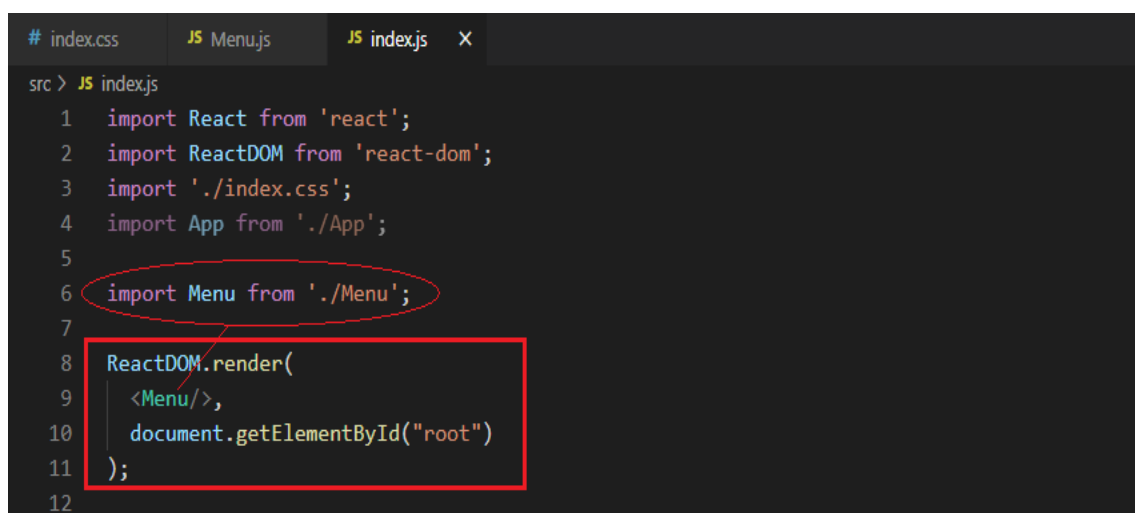 # index.css JS Menu.js JS index.js X
src > JS index.js
1 import React from 'react';
2 import ReactDOM from 'react-dom';
3 import './index.css';
4 import App from './App';
5
6 import Menu from './Menu';
7
8 ReactDOM.render(
9 <Menu/>,
10 document.getElementById("root")
11 );
12